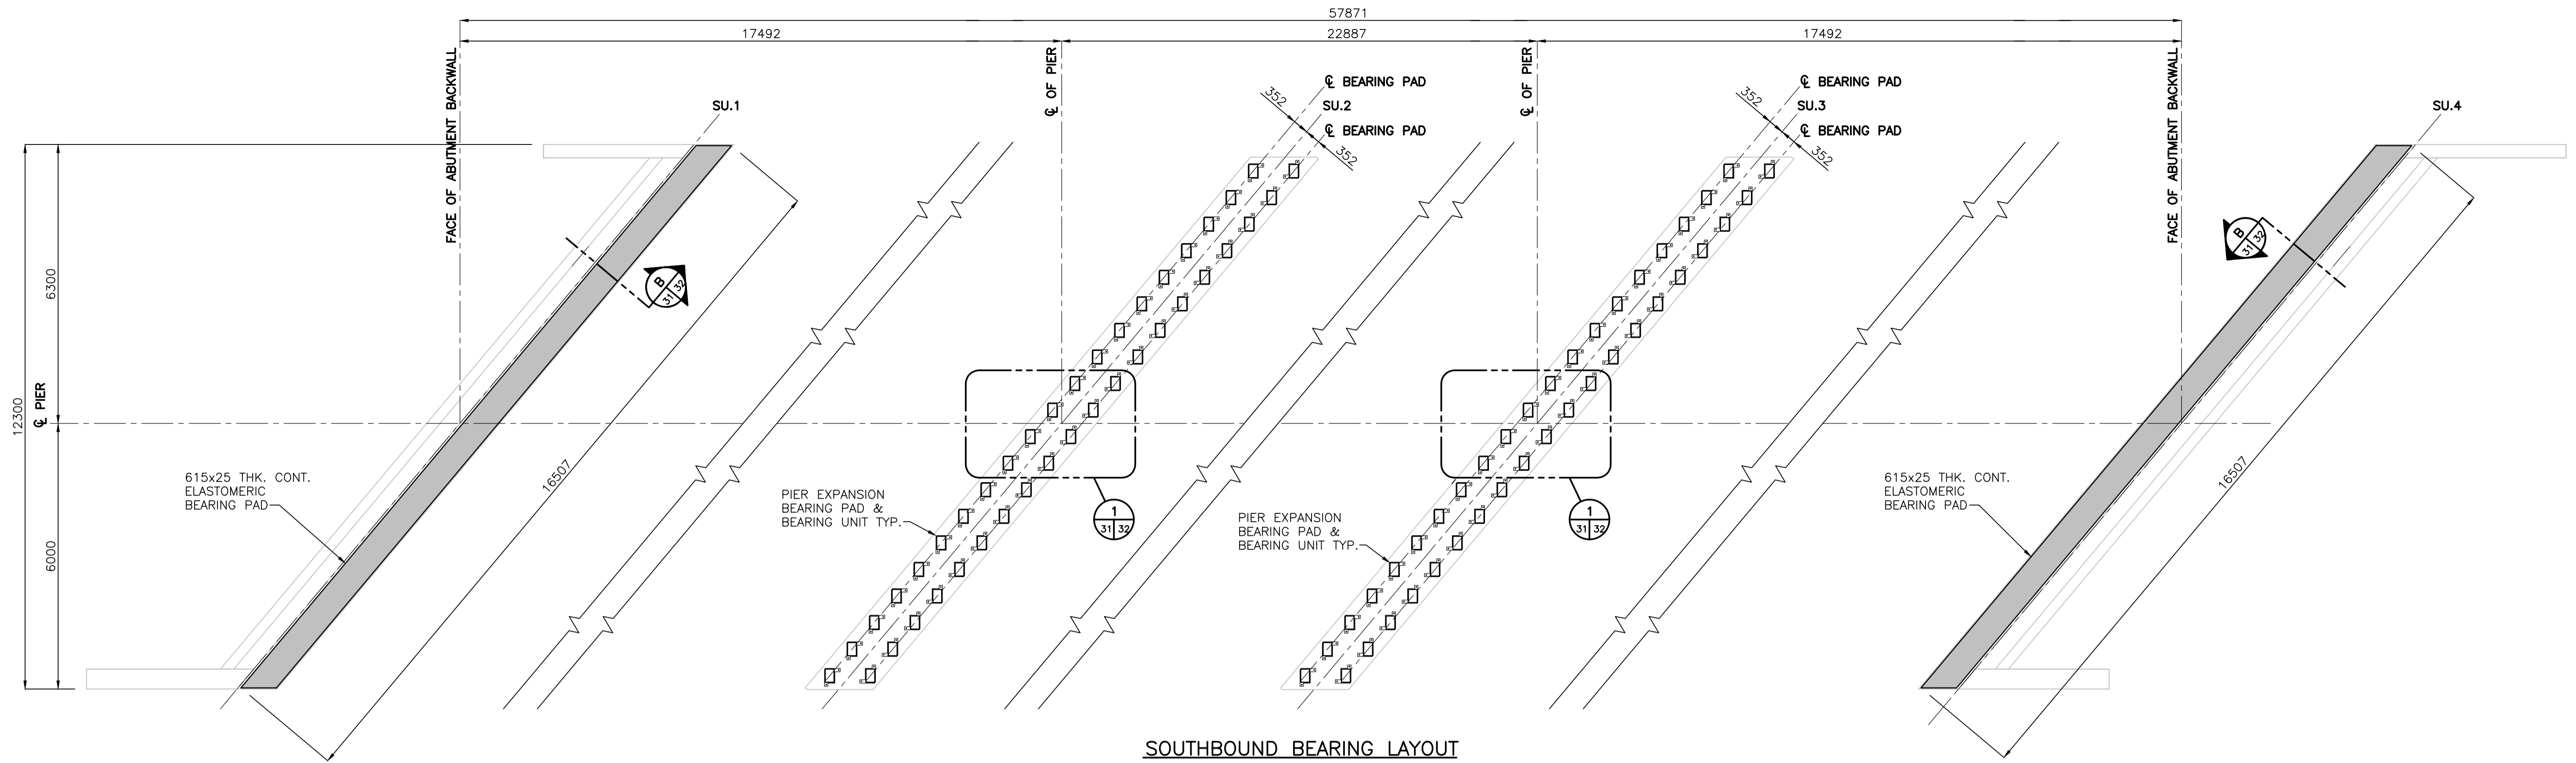 57871
17492
22887
17492
FACE OF ABUTMENT BACKWALL
℄ OF PIER
℄ OF PIER
FACE OF ABUTMENT BACKWALL
SU.1
352
℄ BEARING PAD
SU.2
℄ BEARING PAD
352
352
℄ BEARING PAD
SU.3
℄ BEARING PAD
352
SU.4
12300
6300
6000
℄ PIER
B
31 32
B
31 32
16507
16507
615x25 THK. CONT.
ELASTOMERIC
BEARING PAD
PIER EXPANSION
BEARING PAD &
BEARING UNIT TYP.
1
31 32
PIER EXPANSION
BEARING PAD &
BEARING UNIT TYP.
1
31 32
615x25 THK. CONT.
ELASTOMERIC
BEARING PAD
SOUTHBOUND BEARING LAYOUT